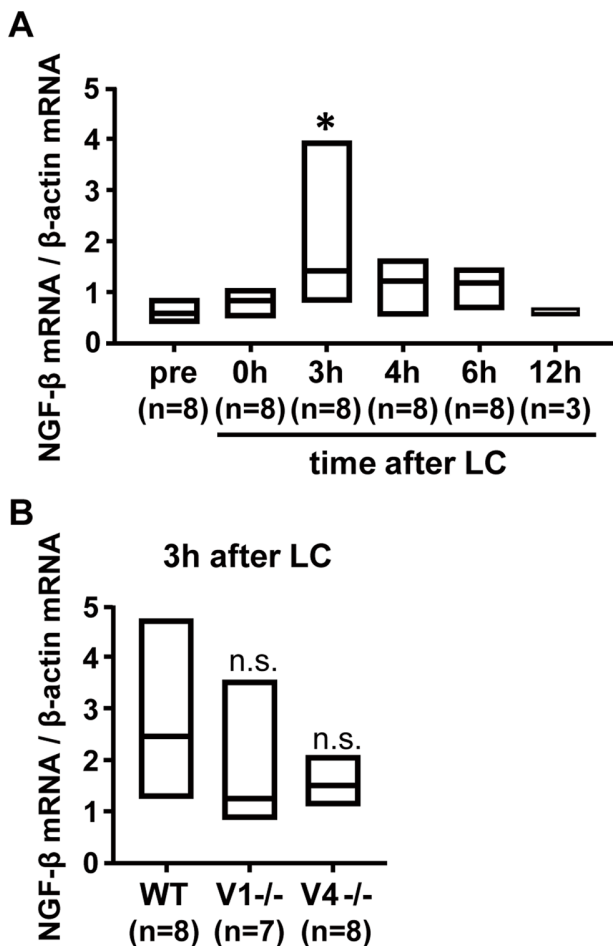 A
NGF-β mRNA / β-actin mRNA
5
4
3
2
1
0
*
pre 0h 3h 4h 6h 12h
(n=8) (n=8) (n=8) (n=8) (n=8) (n=3)
time after LC
B
3h after LC
NGF-β mRNA / β-actin mRNA
5
4
3
2
1
0
n.s.
n.s.
WT V1-/- V4 -/-
(n=8) (n=7) (n=8)